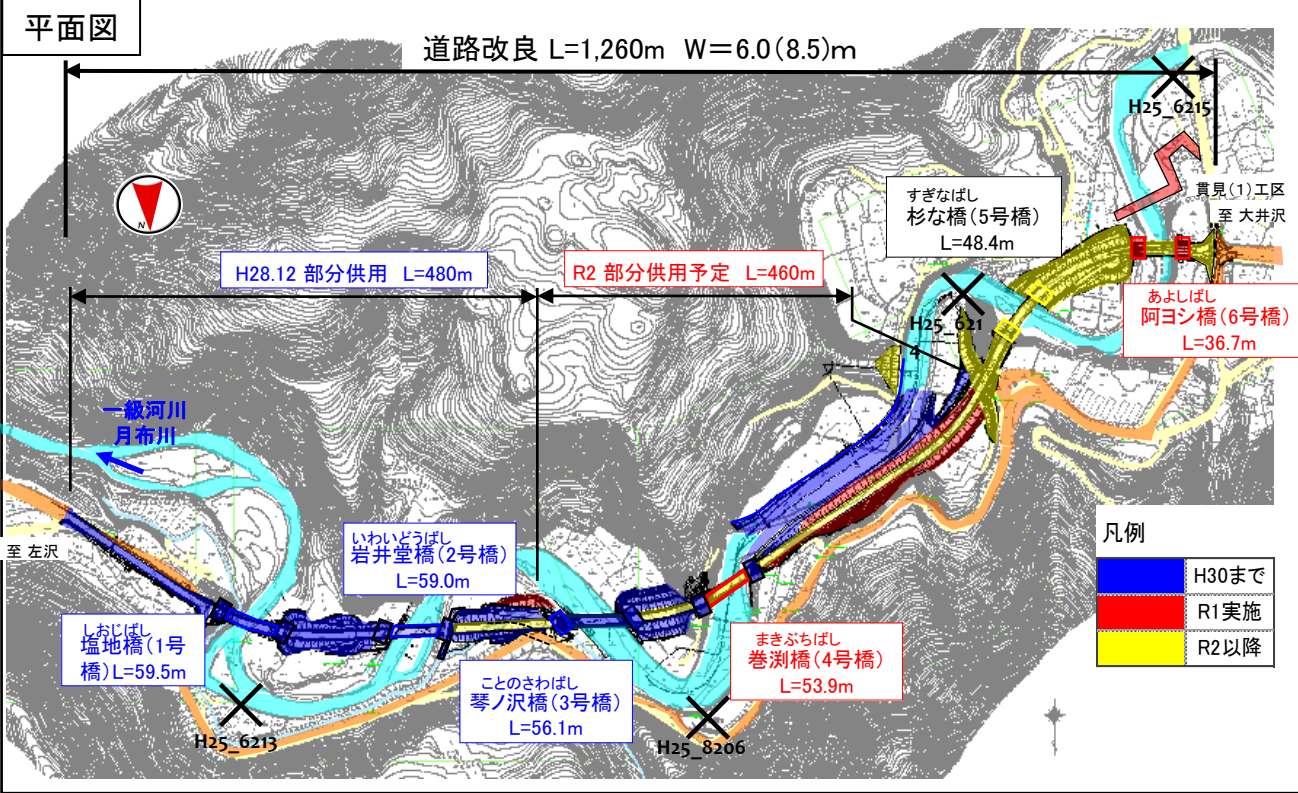 平面図
道路改良 L=1,260m W=6.0(8.5)m
H25_6215
貫見(1)工区
至 大井沢
N
すぎなばし
杉な橋(5号橋)
L=48.4m
H28.12 部分供用 L=480m
R2 部分供用予定 L=460m
あよしばし
阿ヨシ橋(6号橋)
L=36.7m
H25_621
4
一級河川
月布川
至 左沢
いわいどうばし
岩井堂橋(2号橋)
L=59.0m
凡例
H30まで
R1実施
R2以降
しおじばし
塩地橋(1号
橋)L=59.5m
まきぶちばし
巻渕橋(4号橋)
L=53.9m
ことのさわばし
琴ノ沢橋(3号橋)
L=56.1m
H25_6213
H25_8206